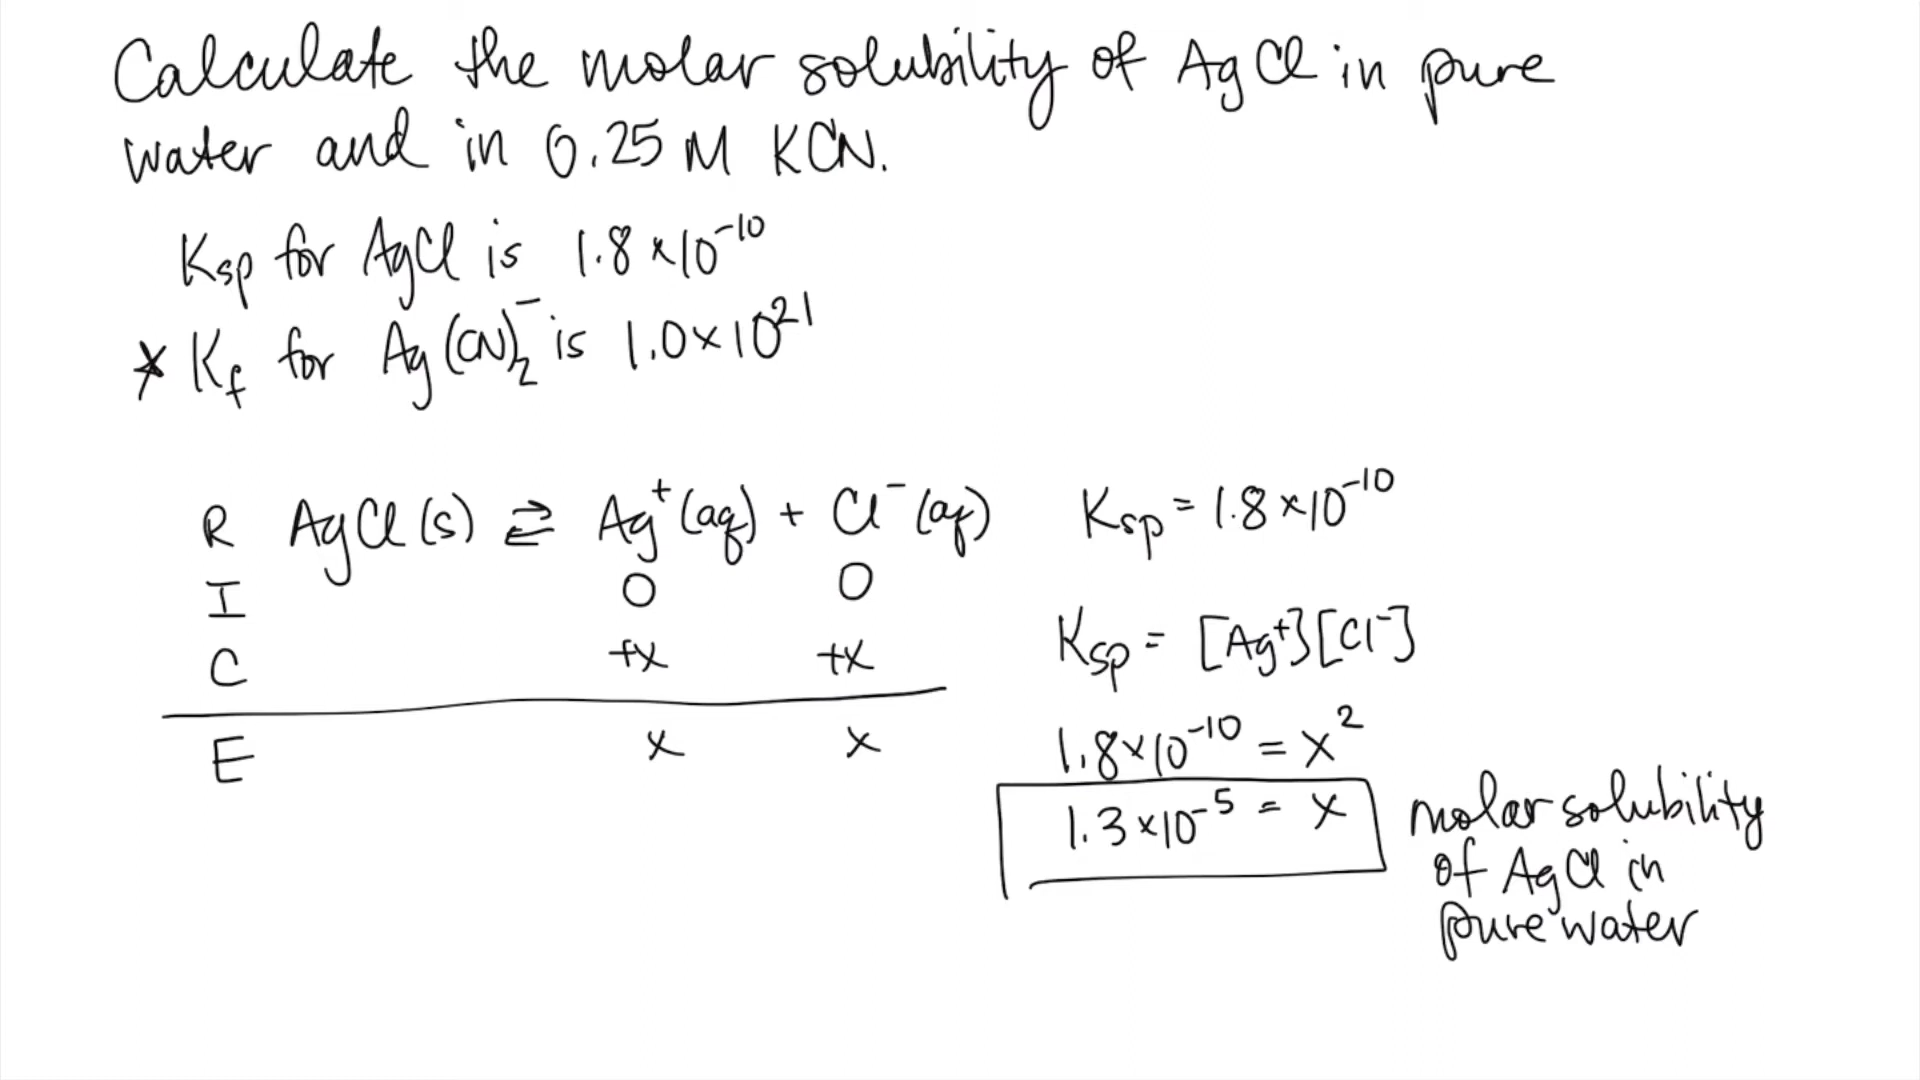 Calculate the molar solubility of AgCl in pure
water and in 0.25 M KCN.
Ksp for AgCl is 1.8 × 10⁻¹⁰
* Kf for Ag(CN)₂⁻ is 1.0 × 10²¹
R AgCl(s) ⇄ Ag⁺(aq) + Cl⁻(aq)
I 0 0
C +x +x
E x x
Ksp = 1.8 × 10⁻¹⁰
Ksp = [Ag⁺][Cl⁻]
1.8 × 10⁻¹⁰ = x²
1.3 × 10⁻⁵ = x
molar solubility
of AgCl in
pure water